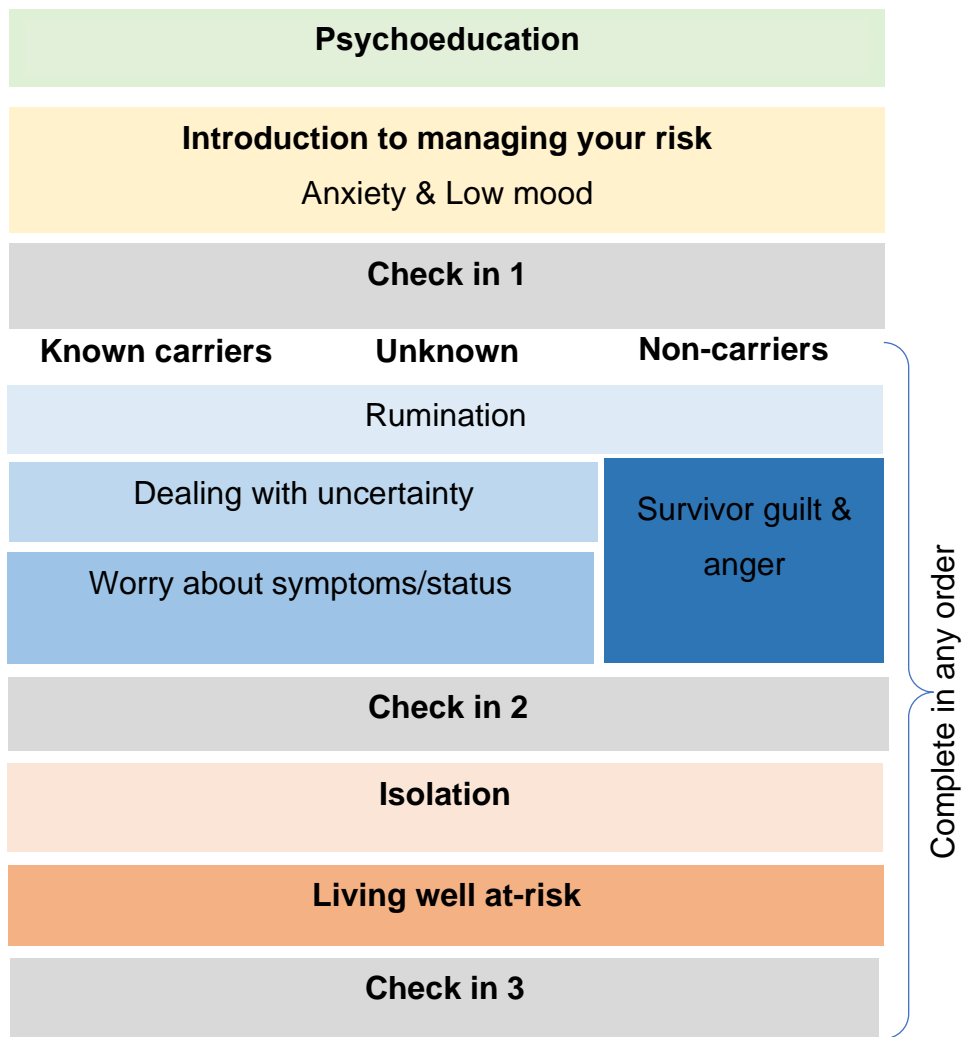 Psychoeducation
Introduction to managing your risk
Anxiety & Low mood
Check in 1
Known carriers Unknown Non-carriers
Rumination
Dealing with uncertainty
Worry about symptoms/status
Survivor guilt &
anger
Check in 2
Isolation
Living well at-risk
Check in 3
Complete in any order